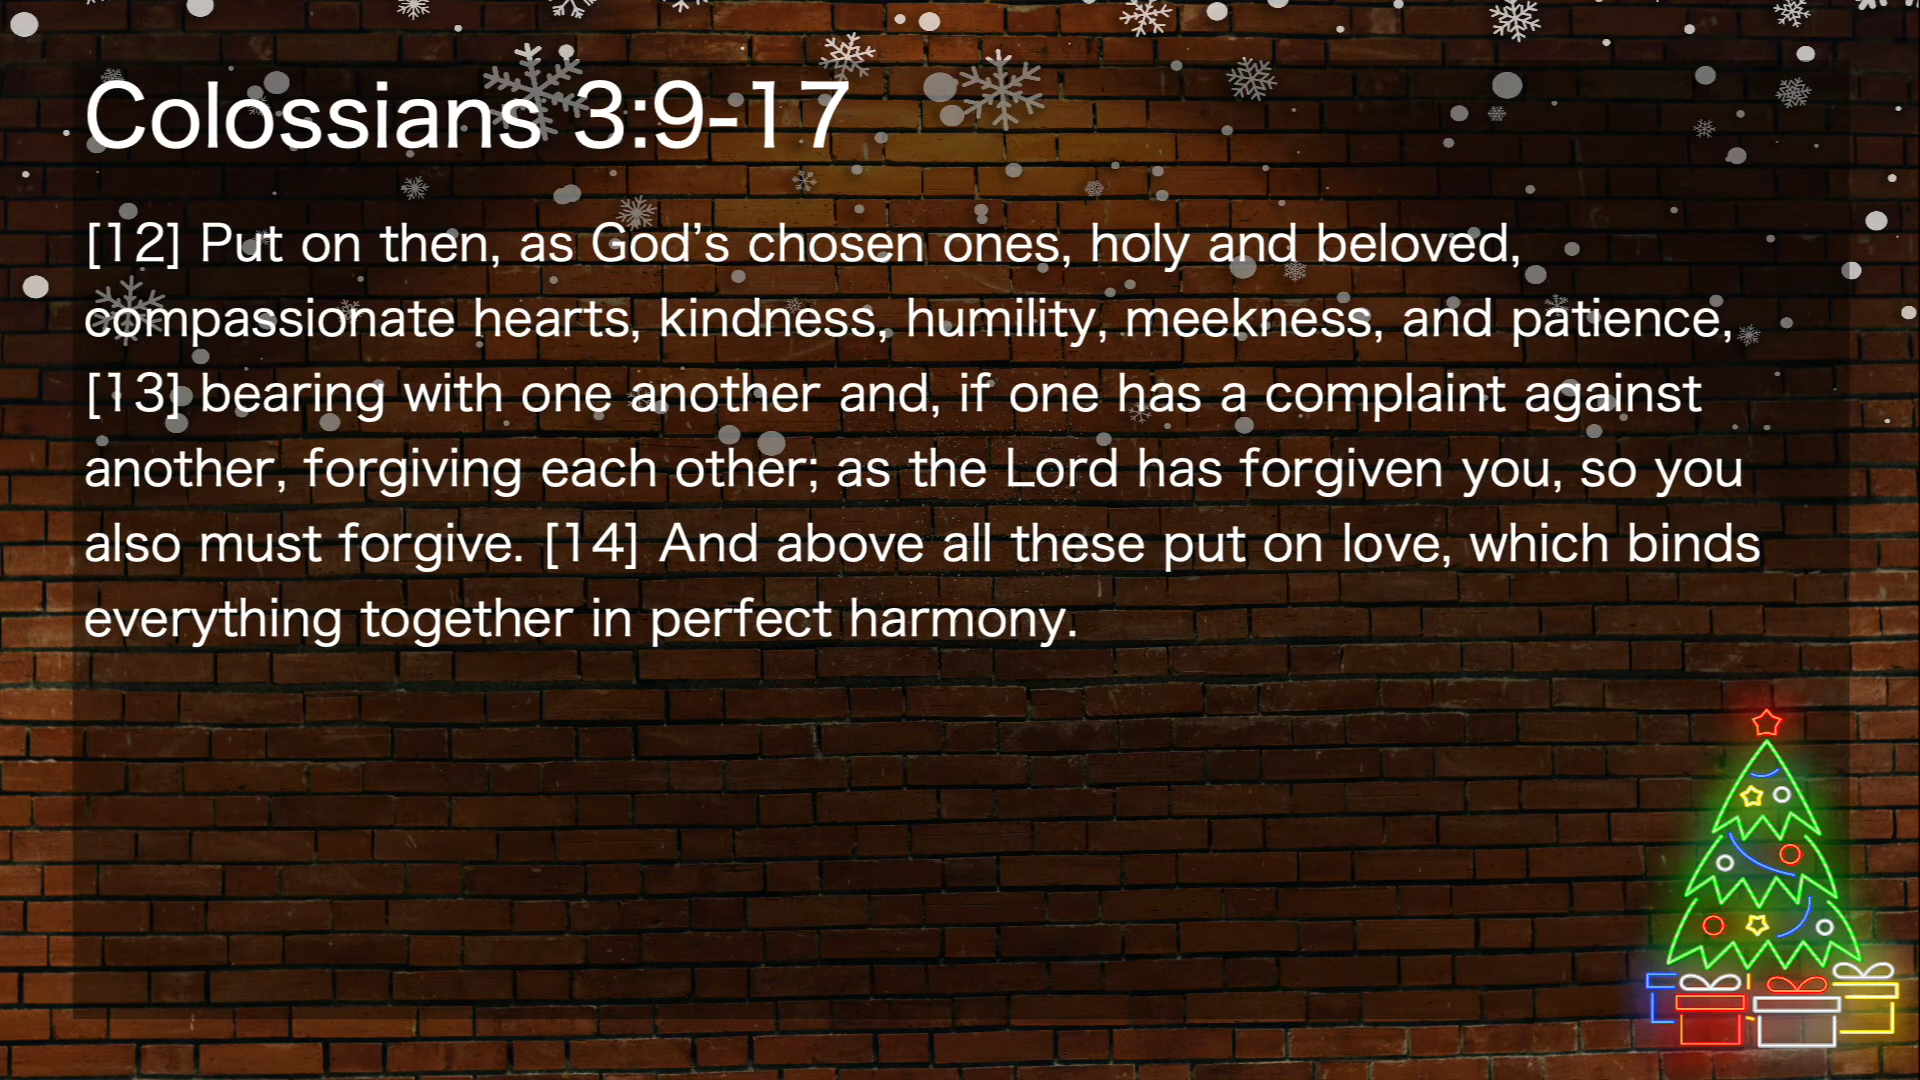 Colossians 3:9-17
[12] Put on then, as God’s chosen ones, holy and beloved,
compassionate hearts, kindness, humility, meekness, and patience,
[13] bearing with one another and, if one has a complaint against
another, forgiving each other; as the Lord has forgiven you, so you
also must forgive. [14] And above all these put on love, which binds
everything together in perfect harmony.